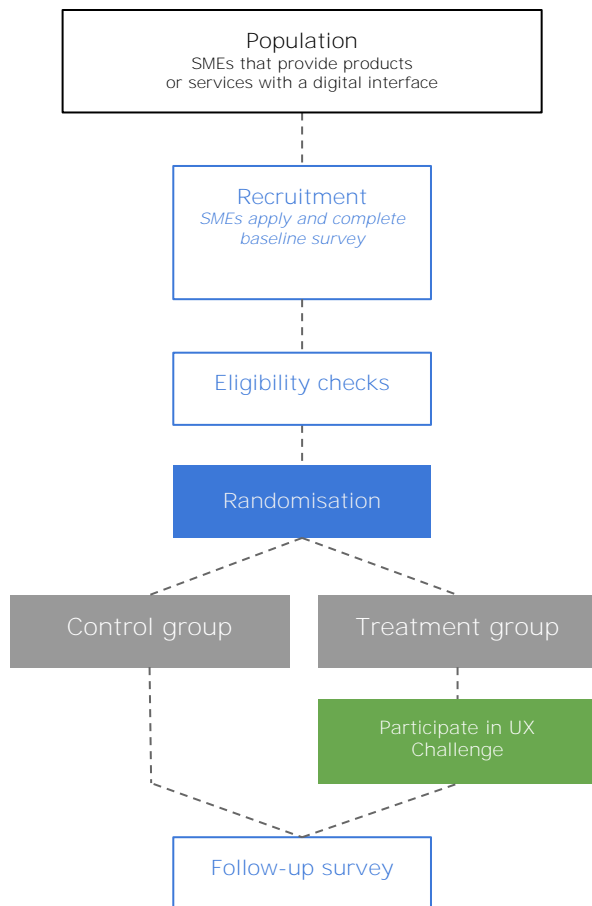 Population
SMEs that provide products
or services with a digital interface
Recruitment
SMEs apply and complete
baseline survey
Eligibility checks
Randomisation
Control group
Treatment group
Participate in UX
Challenge
Follow-up survey